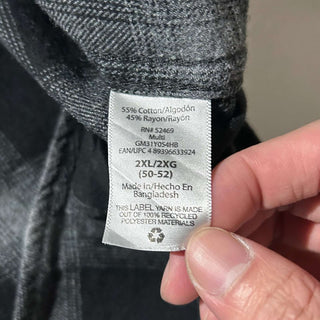 55% Cotton/Algodón
45% Rayon/Rayón
RN# 52469
Multi
GM31Y054HB
EAN/UPC 4 89396633924
2XL/2XG
(50-52)
Made in/Hecho En
Bangladesh
THIS LABEL YARN IS MADE
OUT OF 100% RECYCLED
POLYESTER MATERIALS